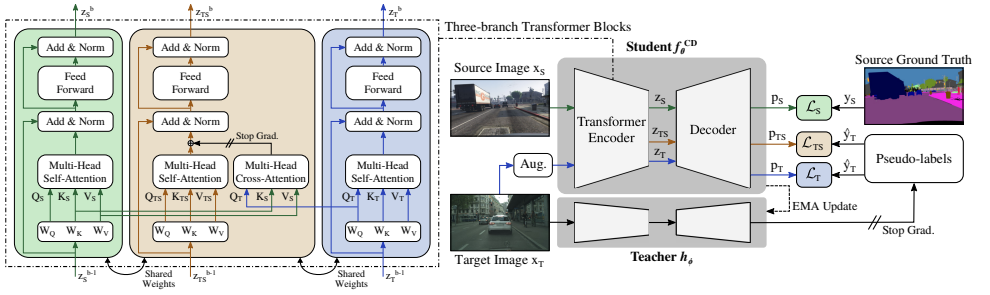 z_S^b
z_TS^b
z_T^b
Add & Norm
Feed
Forward
Add & Norm
Multi-Head
Self-Attention
Q_S K_S V_S
W_Q W_K W_V
z_S^b-1
Add & Norm
Feed
Forward
Add & Norm
Stop Grad.
Multi-Head
Self-Attention
Multi-Head
Cross-Attention
Q_TS K_TS V_TS
Q_T K_S V_S
W_Q W_K W_V
z_TS^b-1
Add & Norm
Feed
Forward
Add & Norm
Multi-Head
Self-Attention
Q_T K_T V_T
W_Q W_K W_V
z_T^b-1
Shared
Weights
Shared
Weights
Three-branch Transformer Blocks
Student f_θ^CD
Source Image x_S
Source Ground Truth
Transformer
Encoder
z_S
z_TS
z_T
Decoder
p_S
ℒ_S
y_S
p_TS
ℒ_TS
ŷ_T
p_T
ℒ_T
ŷ_T
Pseudo-labels
Aug.
EMA Update
Stop Grad.
Target Image x_T
Teacher h_ϕ